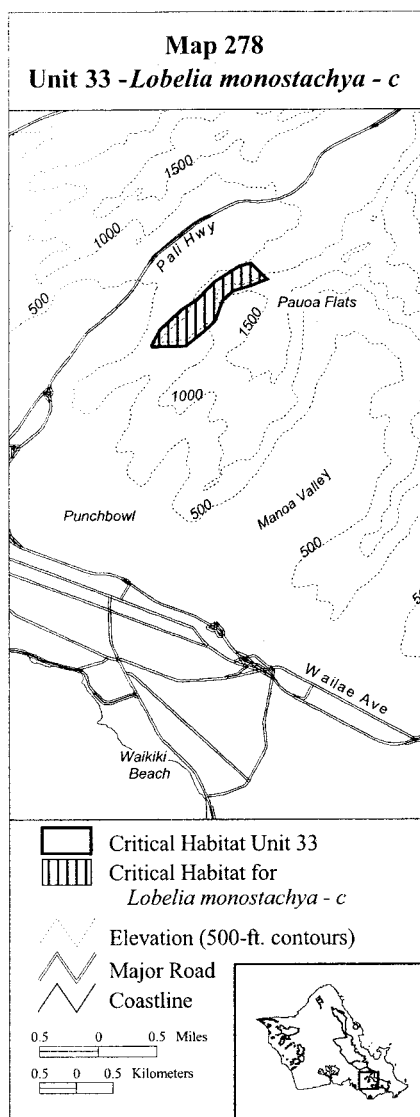 Map 278
Unit 33 - Lobelia monostachya - c
1500
1000
Pali Hwy
500
Pauoa Flats
1500
1000
500
Manoa Valley
Punchbowl
500
Wailae Ave
Waikiki
Beach
Critical Habitat Unit 33
Critical Habitat for
Lobelia monostachya - c
Elevation (500-ft. contours)
Major Road
Coastline
0.5 0 0.5 Miles
0.5 0 0.5 Kilometers